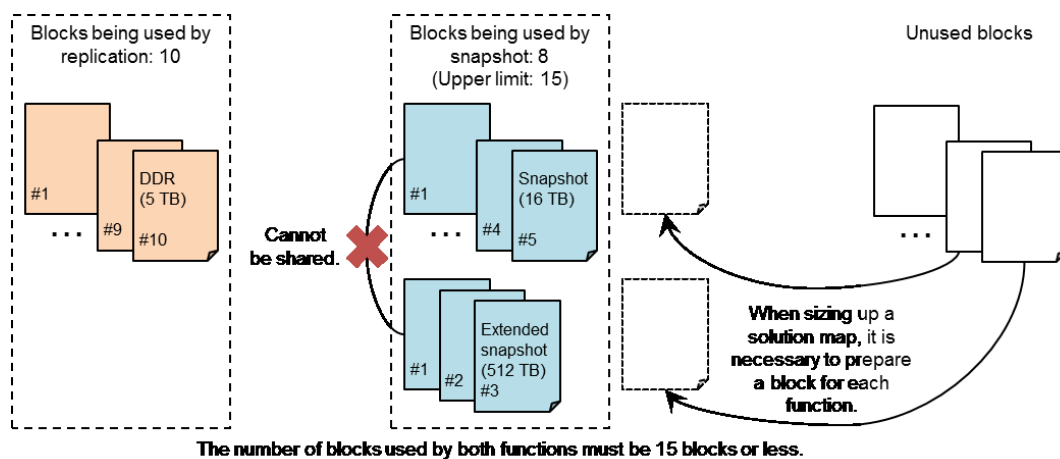 Blocks being used by
replication: 10
#1
...
#9
DDR
(5 TB)
#10
Blocks being used by
snapshot: 8
(Upper limit: 15)
#1
...
#4
Snapshot
(16 TB)
#5
Cannot
be shared.
#1
#2
Extended
snapshot
(512 TB)
#3
Unused blocks
...
When sizing up a
solution map, it is
necessary to prepare
a block for each
function.
The number of blocks used by both functions must be 15 blocks or less.